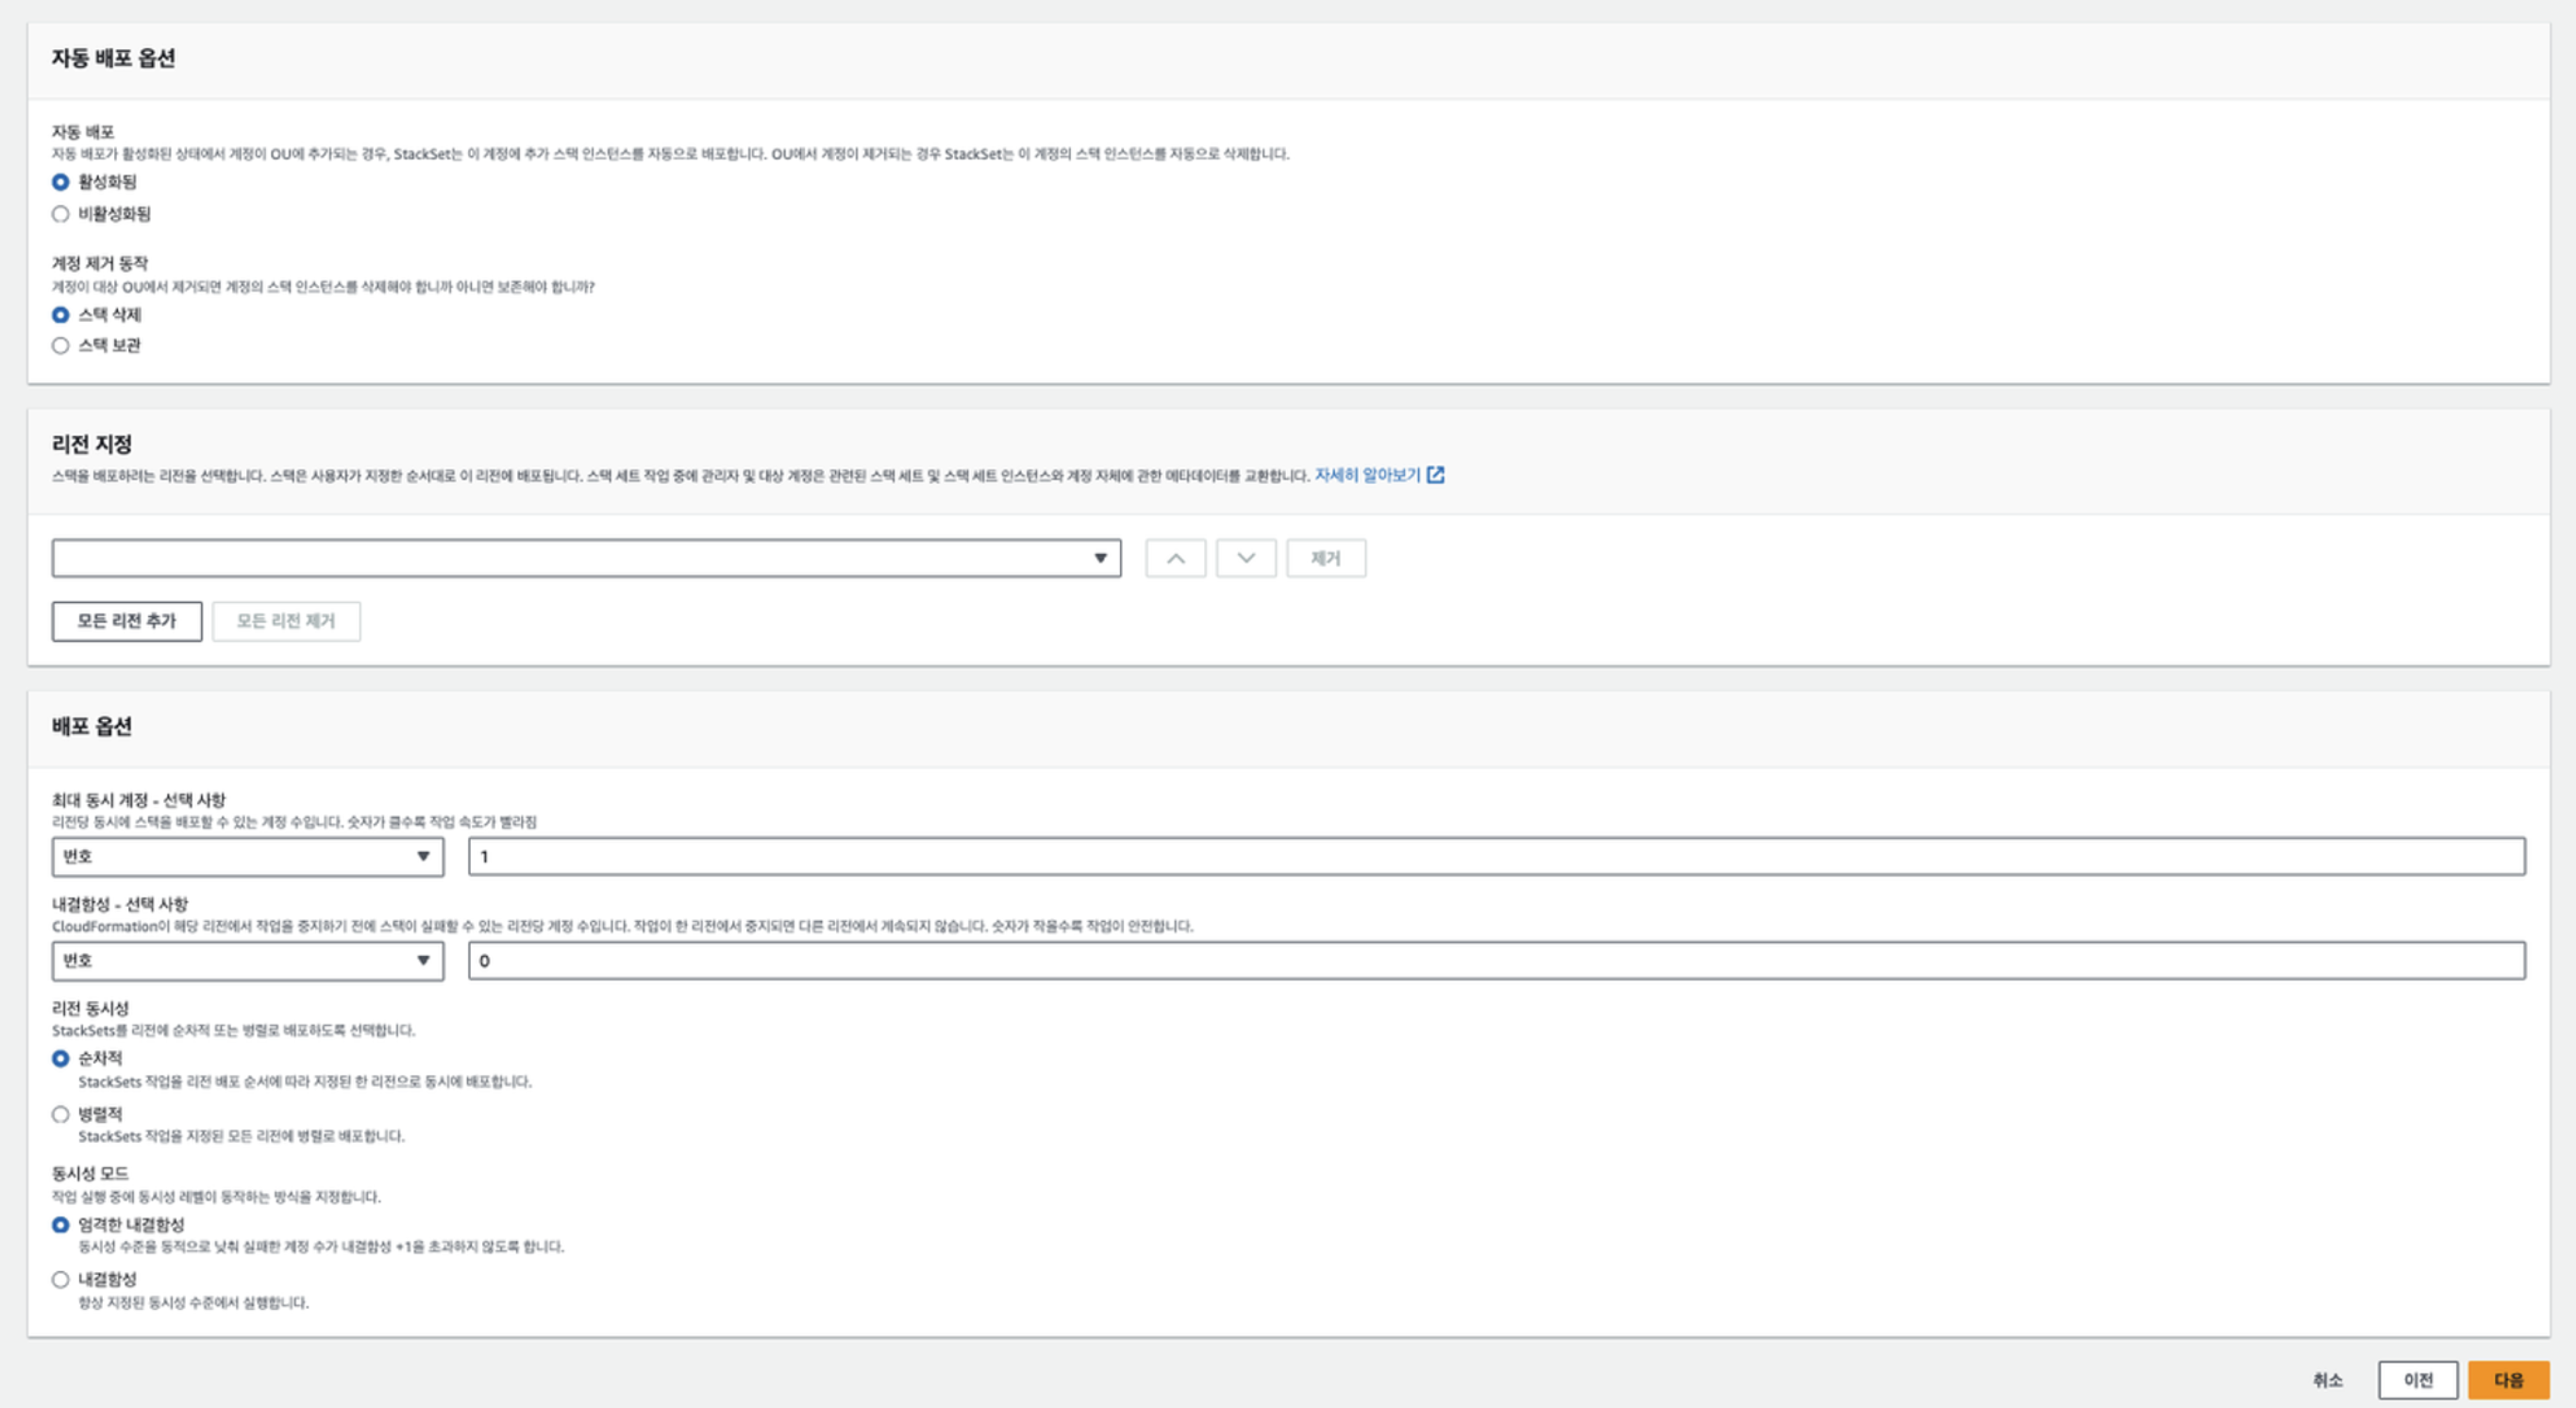 자동 배포 옵션
자동 배포
자동 배포가 활성화된 상태에서 계정이 OU에 추가되는 경우, StackSet는 이 계정에 추가 스택 인스턴스를 자동으로 배포합니다. OU에서 계정이 제거되는 경우 StackSet는 이 계정의 스택 인스턴스를 자동으로 삭제합니다.
활성화됨
비활성화됨
계정 제거 동작
계정이 대상 OU에서 제거되면 계정의 스택 인스턴스를 삭제해야 합니까 아니면 보존해야 합니까?
스택 삭제
스택 보관
리전 지정
스택을 배포하려는 리전을 선택합니다. 스택은 사용자가 지정한 순서대로 이 리전에 배포됩니다. 스택 세트 작업 중에 관리자 및 대상 계정은 관련된 스택 세트 및 스택 세트 인스턴스와 계정 자체에 관한 메타데이터를 교환합니다. 자세히 알아보기
제거
모든 리전 추가 모든 리전 제거
배포 옵션
최대 동시 계정 - 선택 사항
리전당 동시에 스택을 배포할 수 있는 계정 수입니다. 숫자가 클수록 작업 속도가 빨라짐
번호 1
내결함성 - 선택 사항
CloudFormation이 해당 리전에서 작업을 중지하기 전에 스택이 실패할 수 있는 리전당 계정 수입니다. 작업이 한 리전에서 중지되면 다른 리전에서 계속되지 않습니다. 숫자가 작을수록 작업이 안전합니다.
번호 0
리전 동시성
StackSets를 리전에 순차적 또는 병렬로 배포하도록 선택합니다.
순차적
StackSets 작업을 리전 배포 순서에 따라 지정된 한 리전으로 동시에 배포합니다.
병렬적
StackSets 작업을 지정된 모든 리전에 병렬로 배포합니다.
동시성 모드
작업 실행 중에 동시성 레벨이 동작하는 방식을 지정합니다.
엄격한 내결함성
동시성 수준을 동적으로 낮춰 실패한 계정 수가 내결함성 +1을 초과하지 않도록 합니다.
내결함성
항상 지정된 동시성 수준에서 실행합니다.
취소 이전 다음